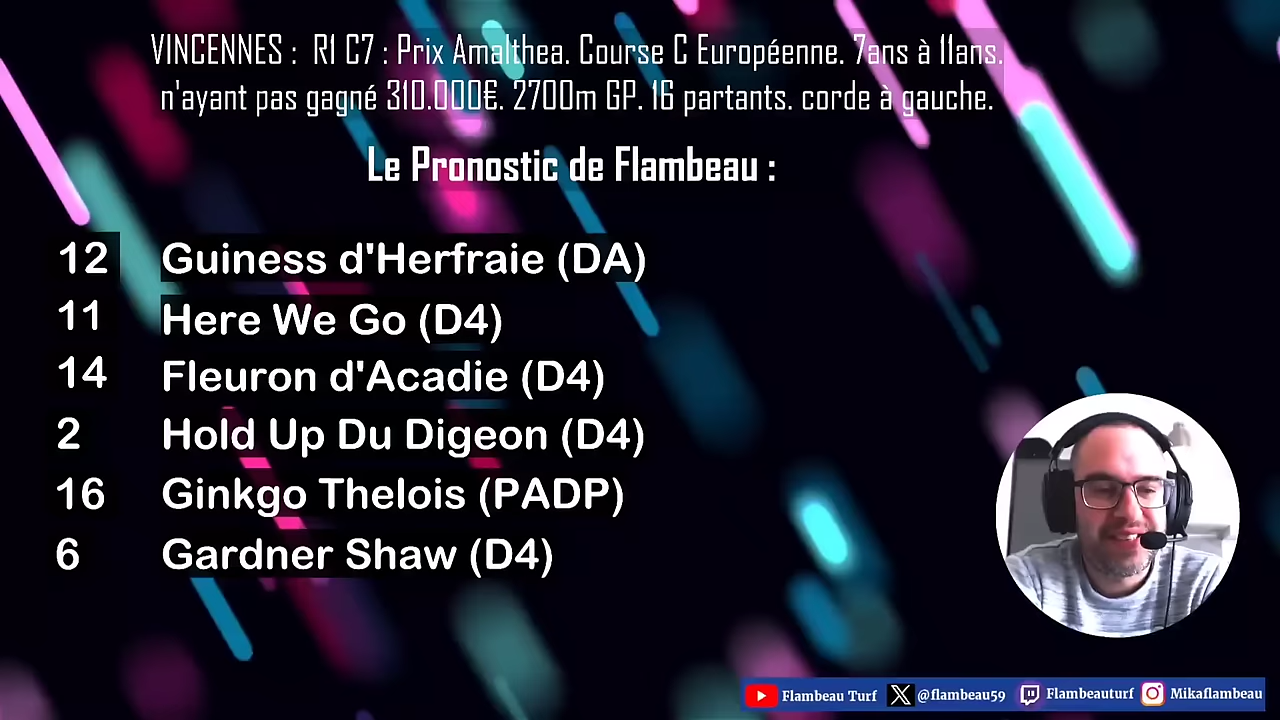 VINCENNES : R1 C7 : Prix Amalthea. Course C Européenne. 7ans à 11ans.
n'ayant pas gagné 310.000€. 2700m GP. 16 partants. corde à gauche.
Le Pronostic de Flambeau :
12 Guiness d'Herfraie (DA)
11 Here We Go (D4)
14 Fleuron d'Acadie (D4)
2 Hold Up Du Digeon (D4)
16 Ginkgo Thelois (PADP)
6 Gardner Shaw (D4)
Flambeau Turf @flambeau59 Flambeauturf Mikaflambeau